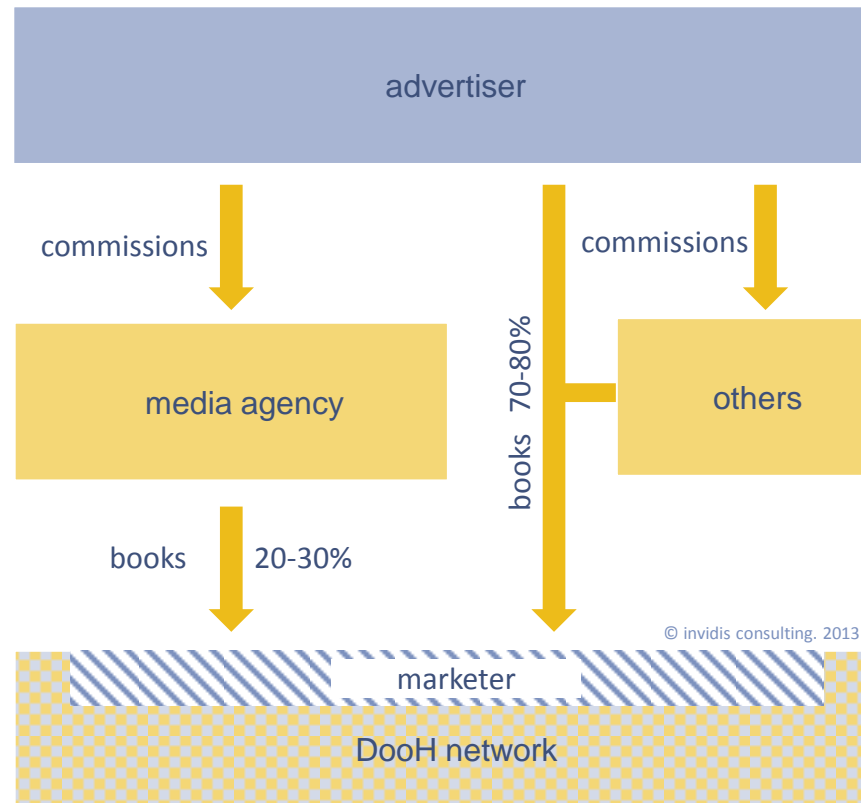 advertiser
commissions
commissions
media agency
books 70-80%
others
books 20-30%
© invidis consulting. 2013
marketer
DooH network